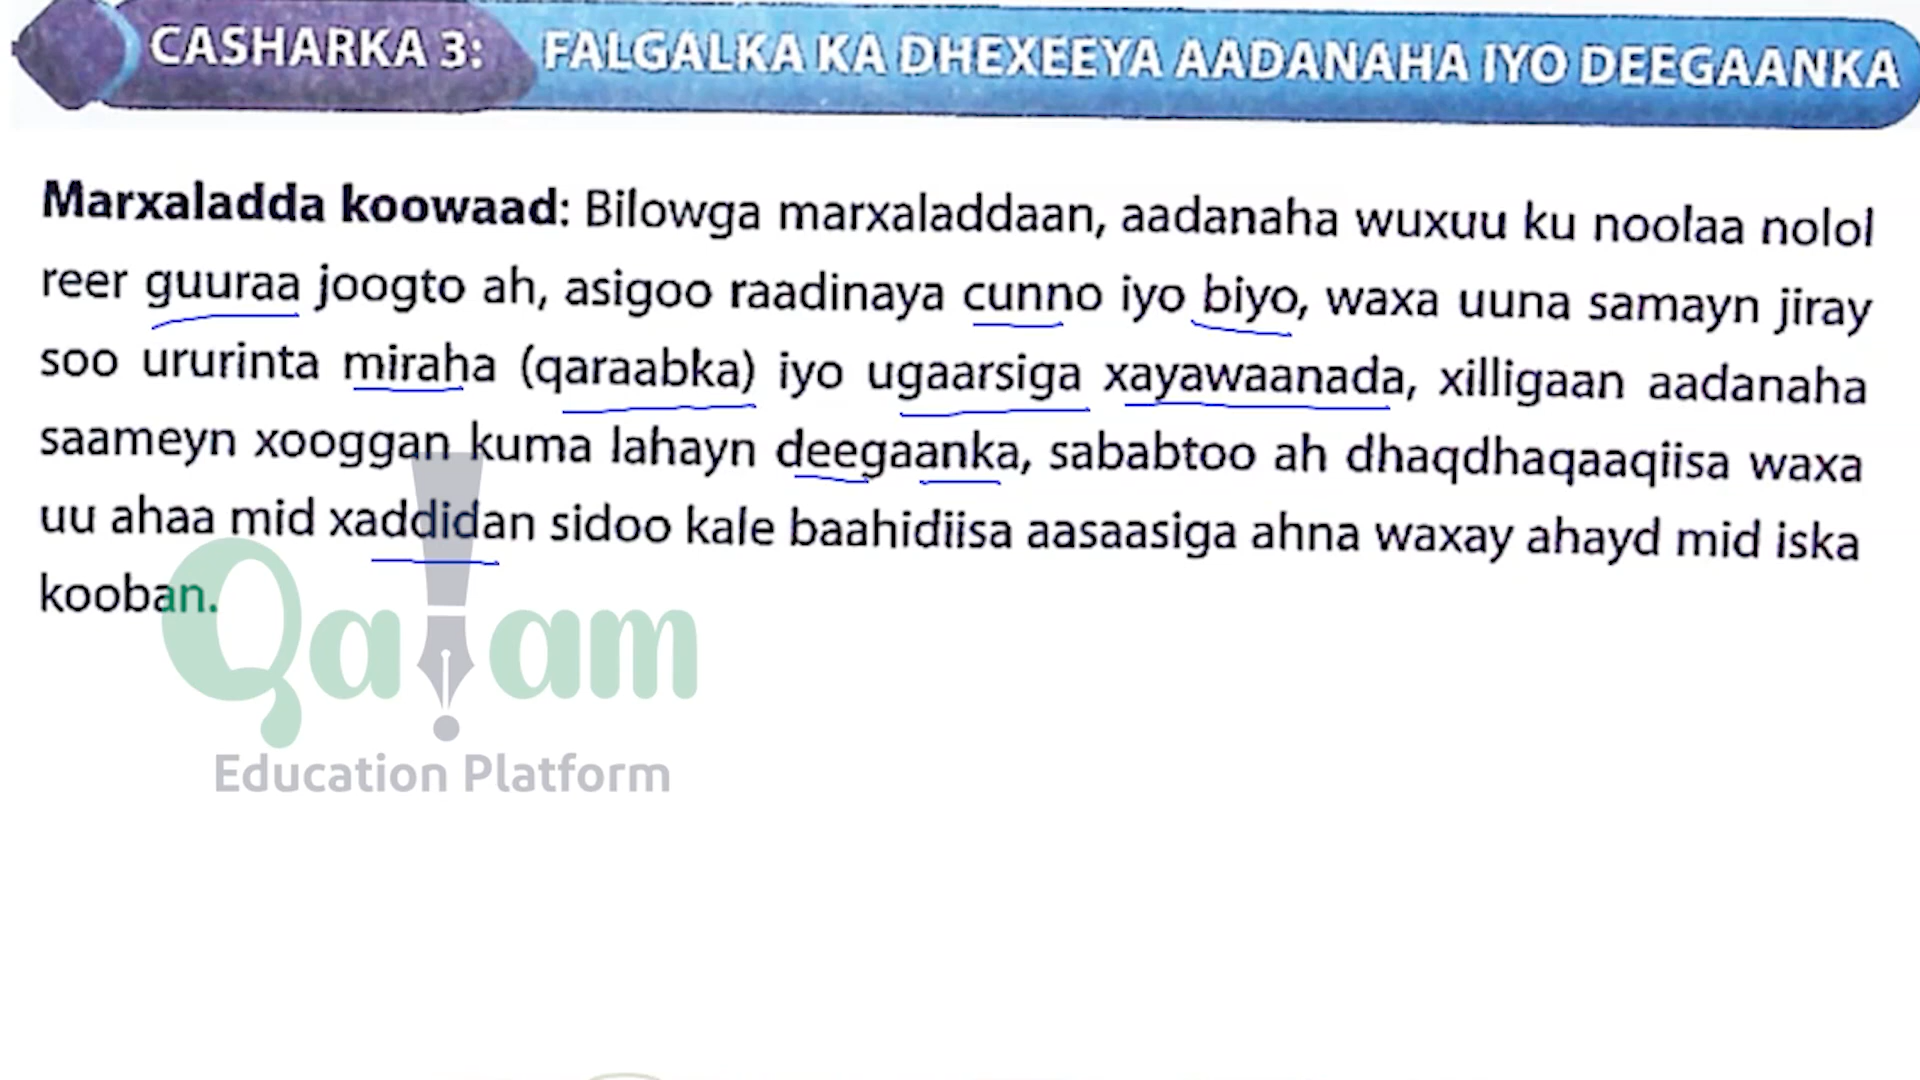 CASHARKA 3: FALGALKA KA DHEXEEYA AADANAHA IYO DEEGAANKA
Marxaladda koowaad: Bilowga marxaladdaan, aadanaha wuxuu ku noolaa nolol
reer guuraa joogto ah, asigoo raadinaya cunno iyo biyo, waxa uuna samayn jiray
soo ururinta miraha (qaraabka) iyo ugaarsiga xayawaanada, xilligaan aadanaha
saameyn xooggan kuma lahayn deegaanka, sababtoo ah dhaqdhaqaaqiisa waxa
uu ahaa mid xaddidan sidoo kale baahidiisa aasaasiga ahna waxay ahayd mid iska
kooban.
Qalam
Education Platform